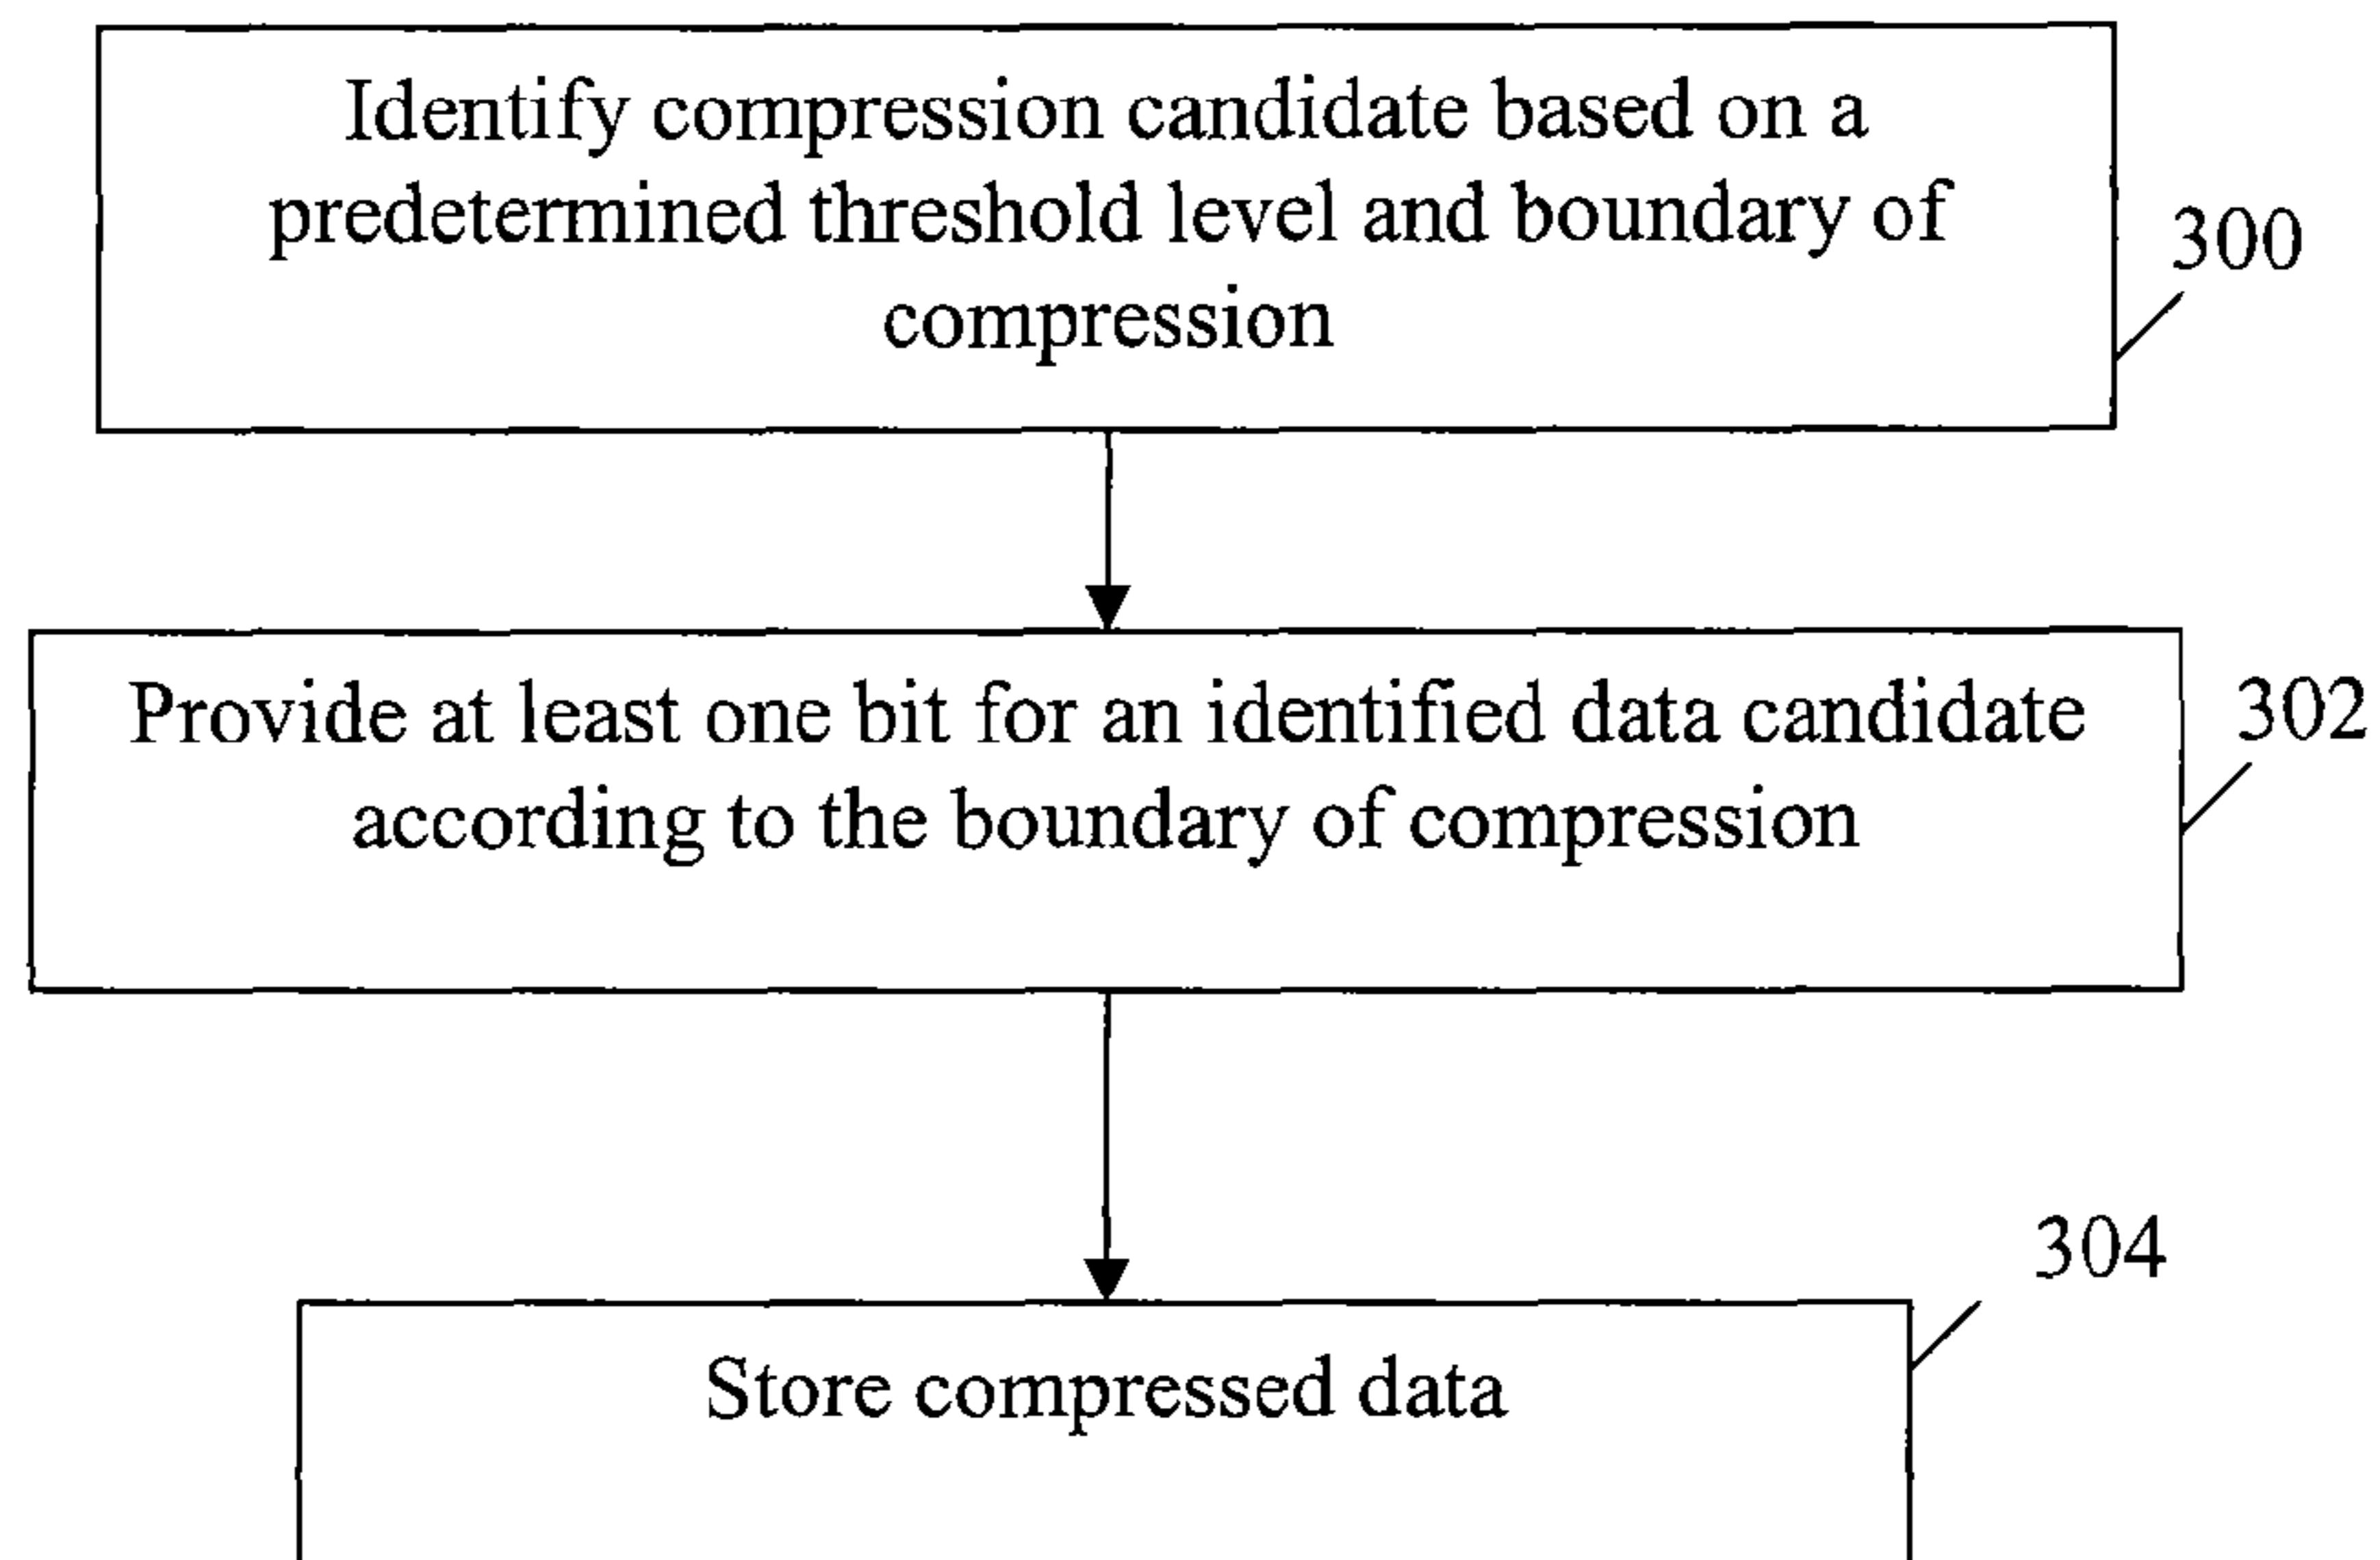 Identify compression candidate based on a
predetermined threshold level and boundary of
compression
300
Provide at least one bit for an identified data candidate
according to the boundary of compression
302
304
Store compressed data